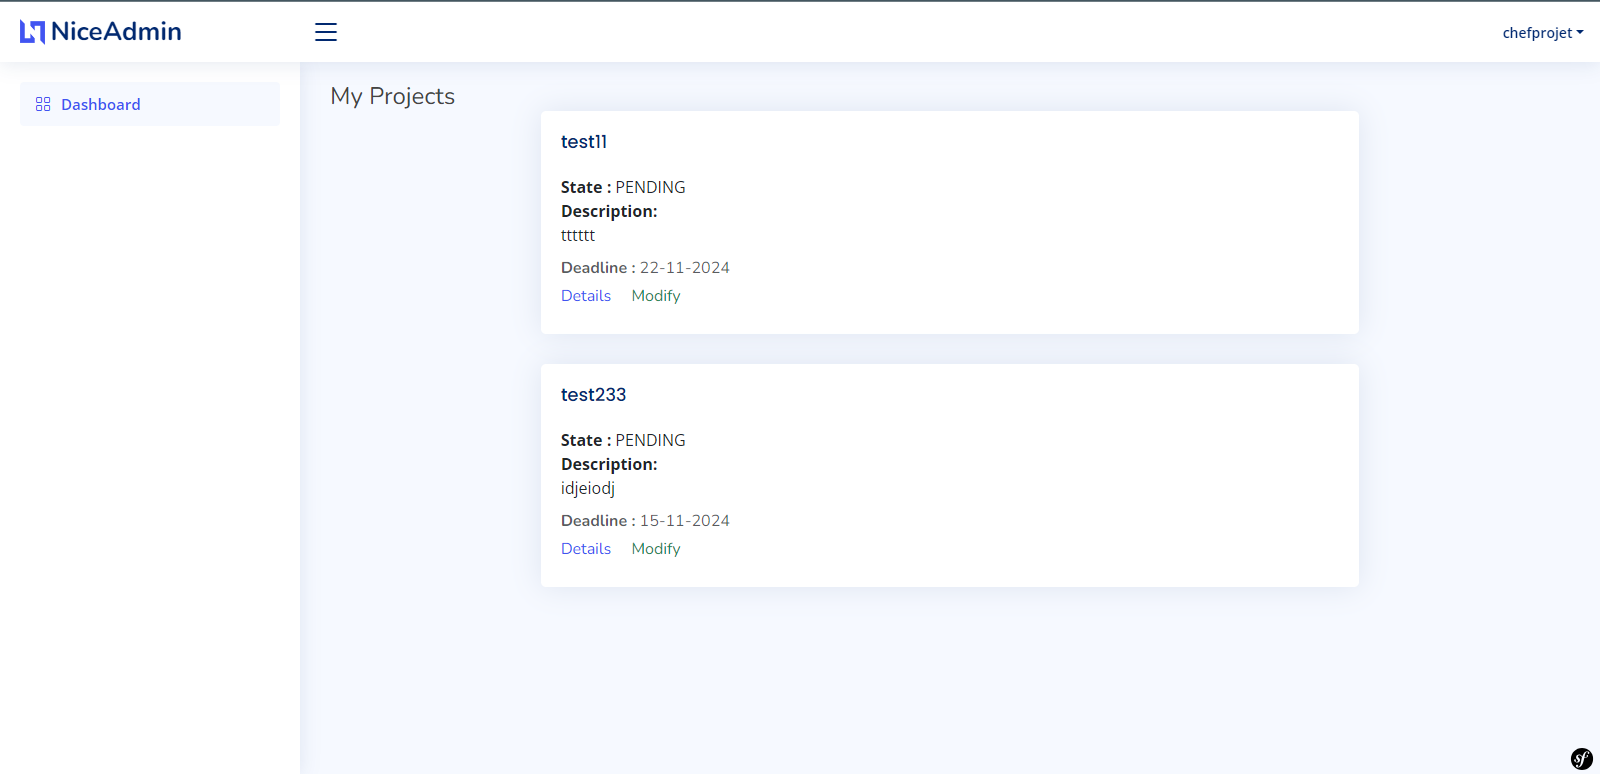 NiceAdmin
chefprojet
Dashboard
My Projects
test11
State : PENDING
Description:
tttttt
Deadline : 22-11-2024
Details Modify
test233
State : PENDING
Description:
idjeiodj
Deadline : 15-11-2024
Details Modify
sf